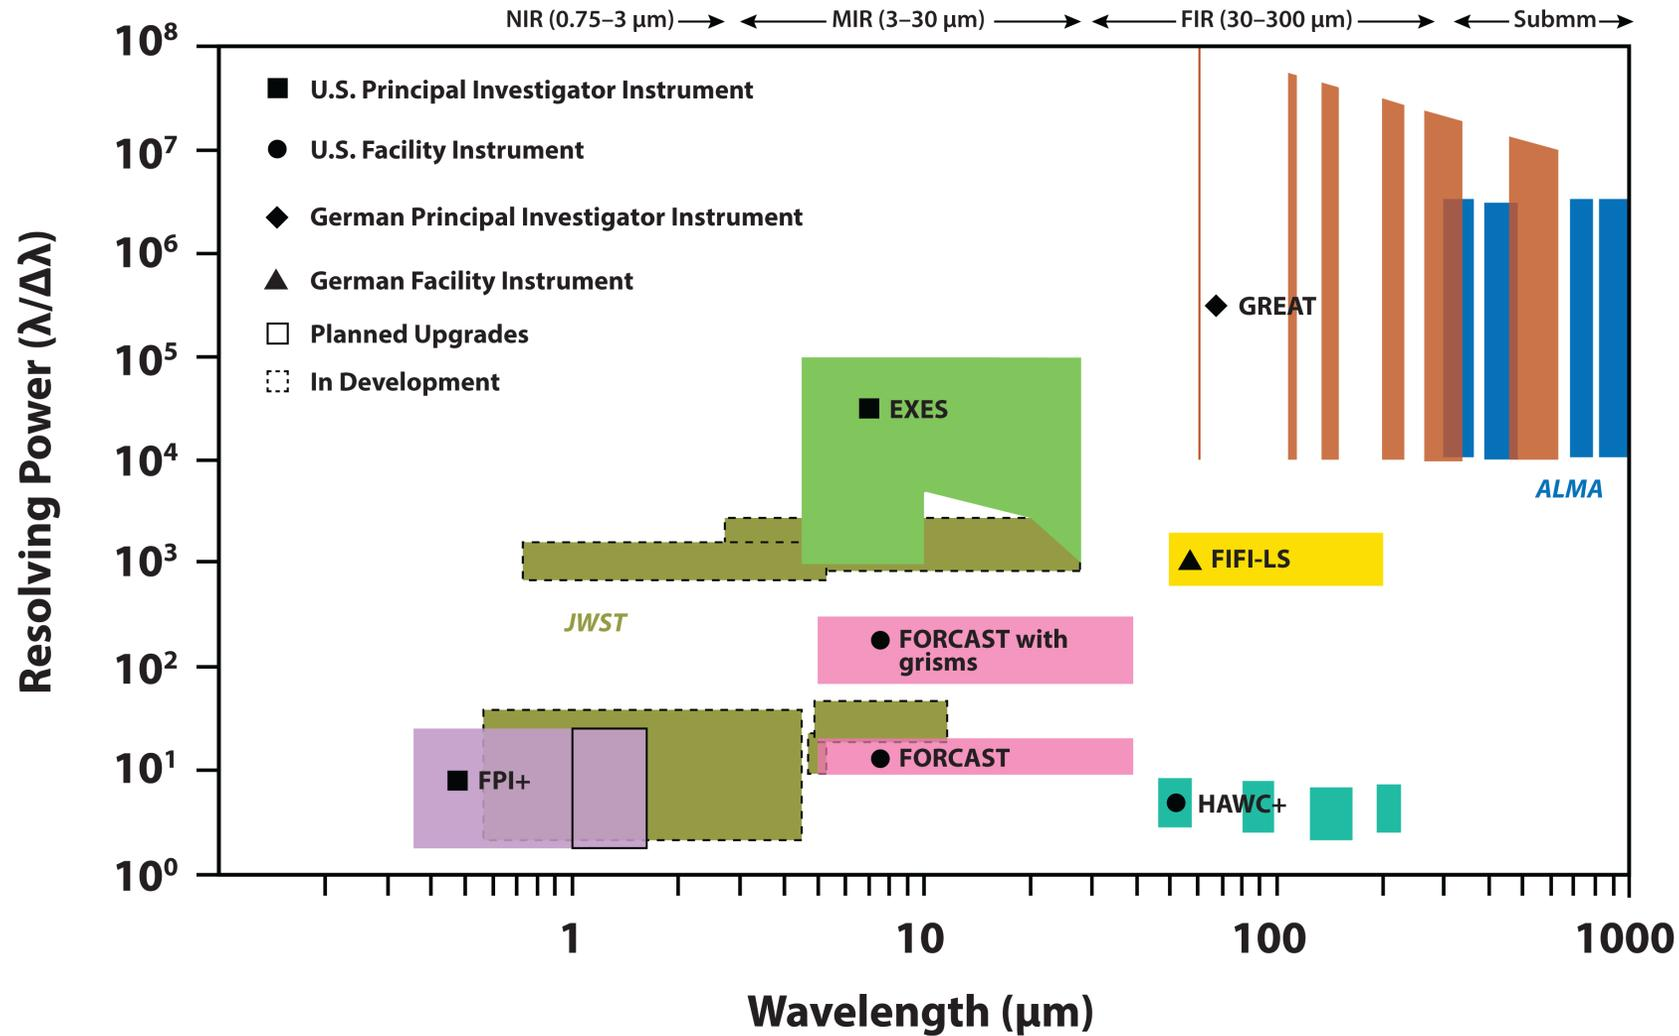 NIR (0.75–3 μm)
MIR (3–30 μm)
FIR (30–300 μm)
Submm
10⁸
10⁷
10⁶
10⁵
10⁴
10³
10²
10¹
10⁰
Resolving Power (λ/Δλ)
U.S. Principal Investigator Instrument
U.S. Facility Instrument
German Principal Investigator Instrument
German Facility Instrument
Planned Upgrades
In Development
GREAT
EXES
ALMA
FIFI-LS
JWST
FORCAST with
grisms
FORCAST
FPI+
HAWC+
1
10
100
1000
Wavelength (μm)